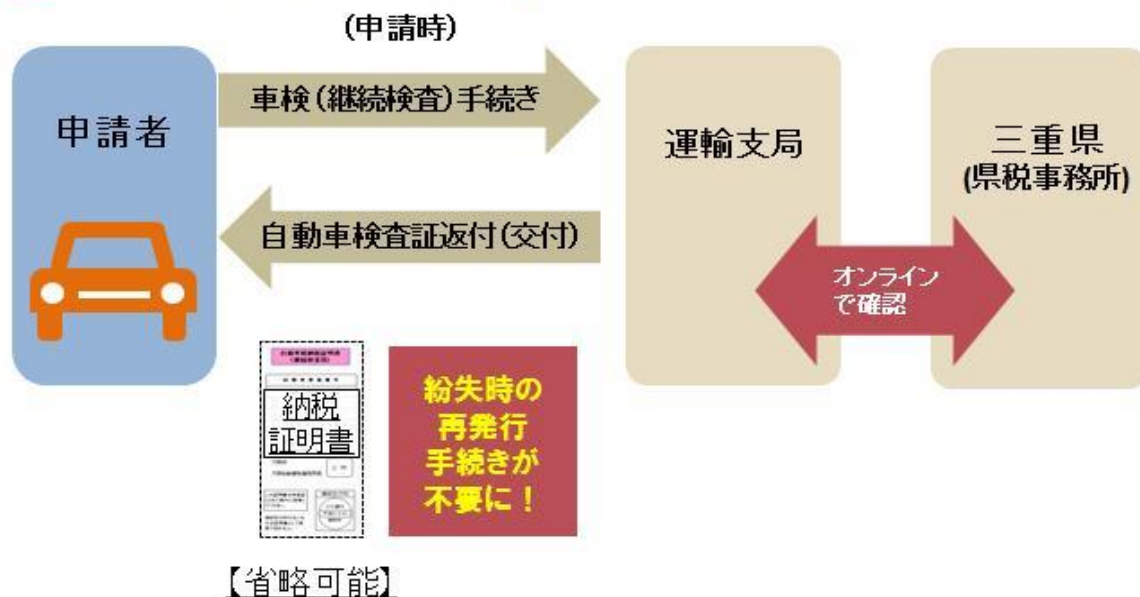 (申請時)
申請者
車検(継続検査)手続き
自動車検査証返付(交付)
運輸支局
三重県
(県税事務所)
オンライン
で確認
納税
証明書
紛失時の
再発行
手続きが
不要に!
【省略可能】